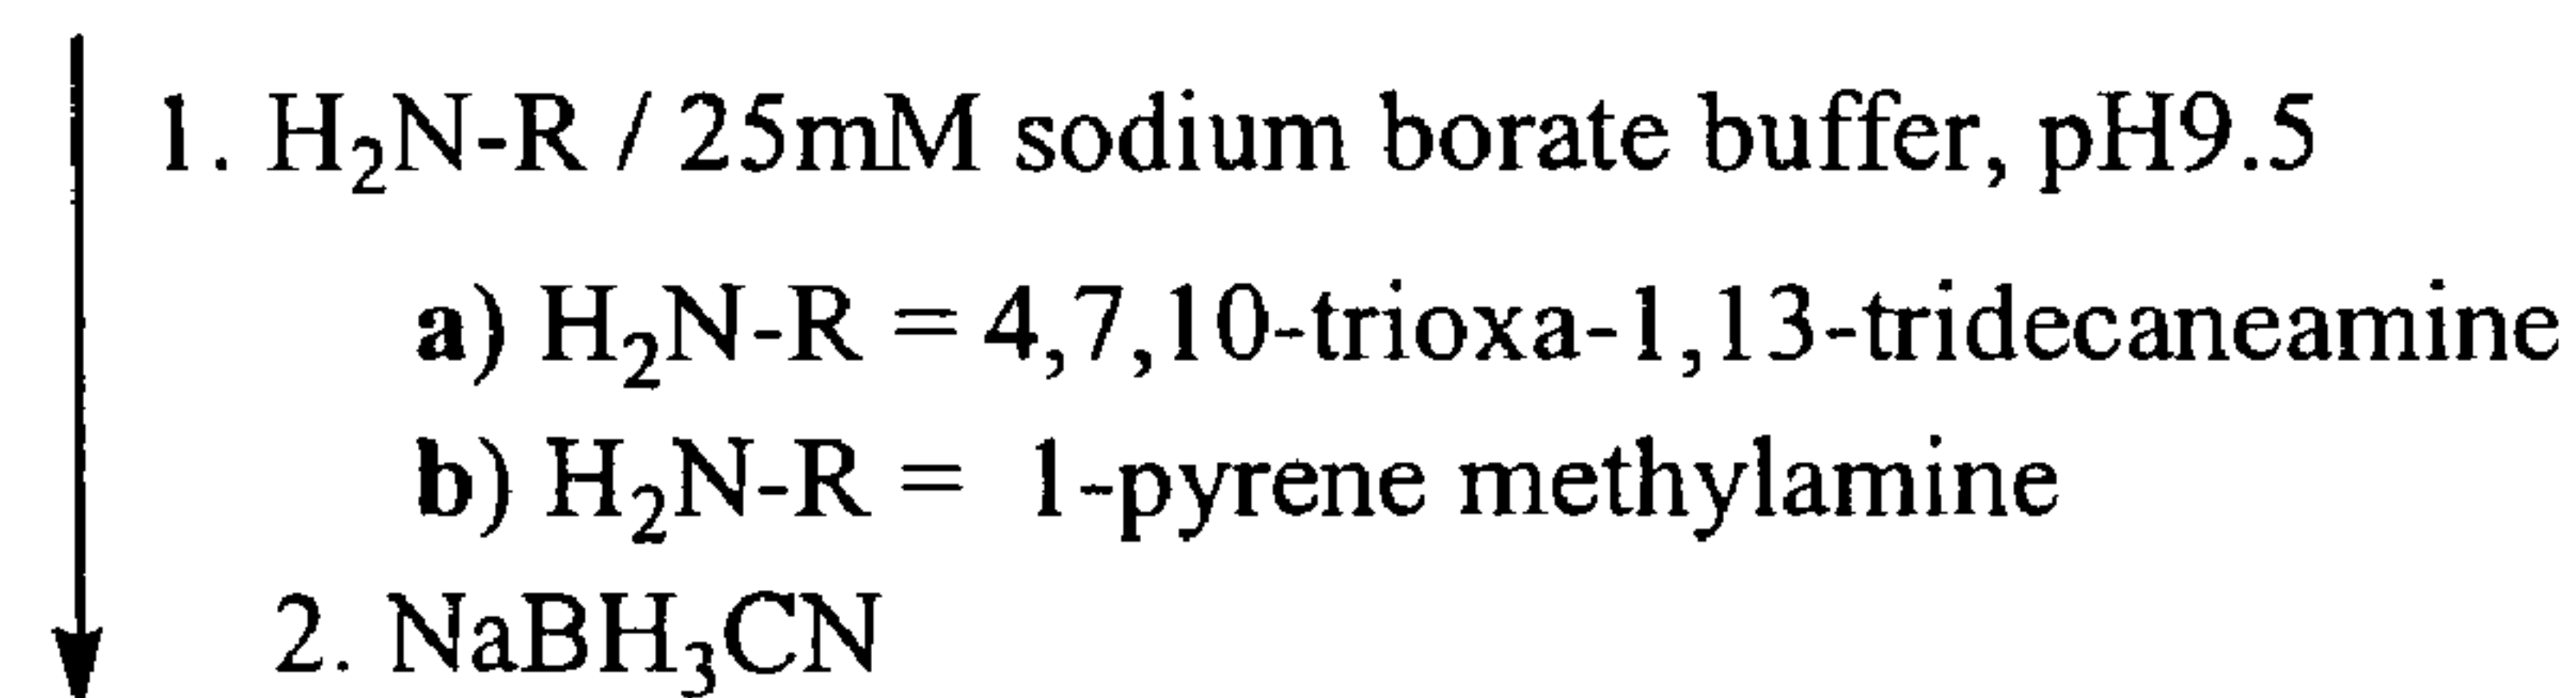 1. H₂N-R / 25mM sodium borate buffer, pH9.5
a) H₂N-R = 4,7,10-trioxa-1,13-tridecaneamine
b) H₂N-R = 1-pyrene methylamine
2. NaBH₃CN